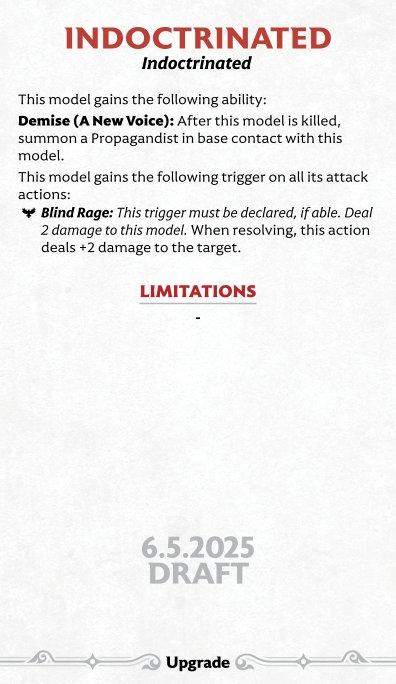 INDOCTRINATED
Indoctrinated
This model gains the following ability:
Demise (A New Voice): After this model is killed,
summon a Propagandist in base contact with this
model.
This model gains the following trigger on all its attack
actions:
Blind Rage: This trigger must be declared, if able. Deal
2 damage to this model. When resolving, this action
deals +2 damage to the target.
LIMITATIONS
-
6.5.2025
DRAFT
Upgrade